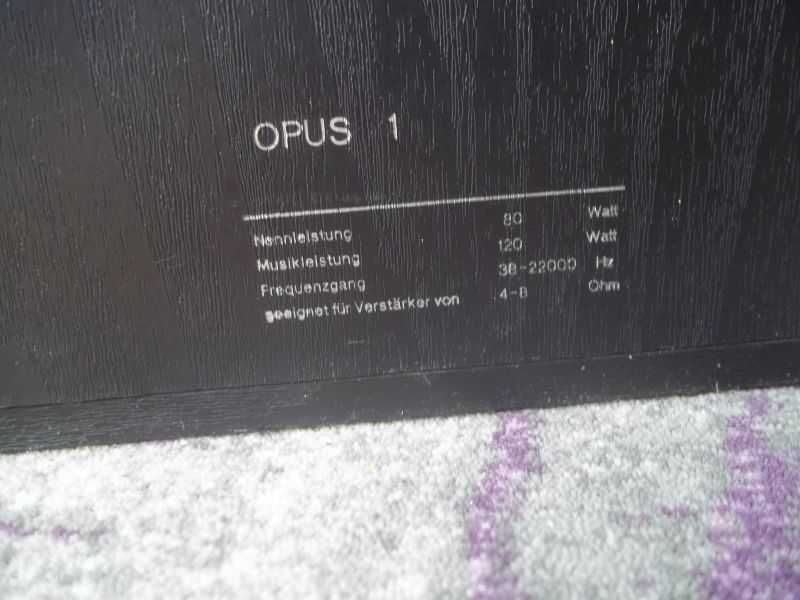 OPUS 1
Nennleistung 80 Watt
Musikleistung 120 Watt
Frequenzgang 38-22000 Hz
geeignet für Verstärker von 4-8 Ohm